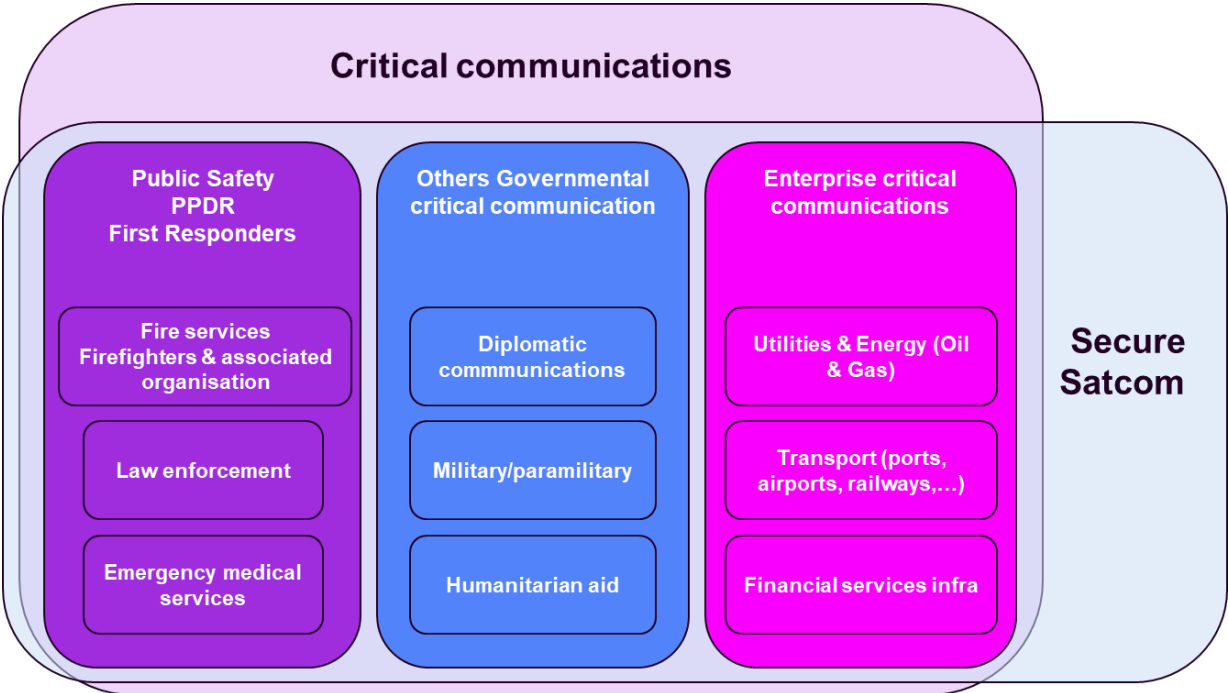 Critical communications
Public Safety
PPDR
First Responders
Fire services
Firefighters & associated
organisation
Law enforcement
Emergency medical
services
Others Governmental
critical communication
Diplomatic
commmunications
Military/paramilitary
Humanitarian aid
Enterprise critical
communications
Utilities & Energy (Oil
& Gas)
Transport (ports,
airports, railways,…)
Financial services infra
Secure
Satcom